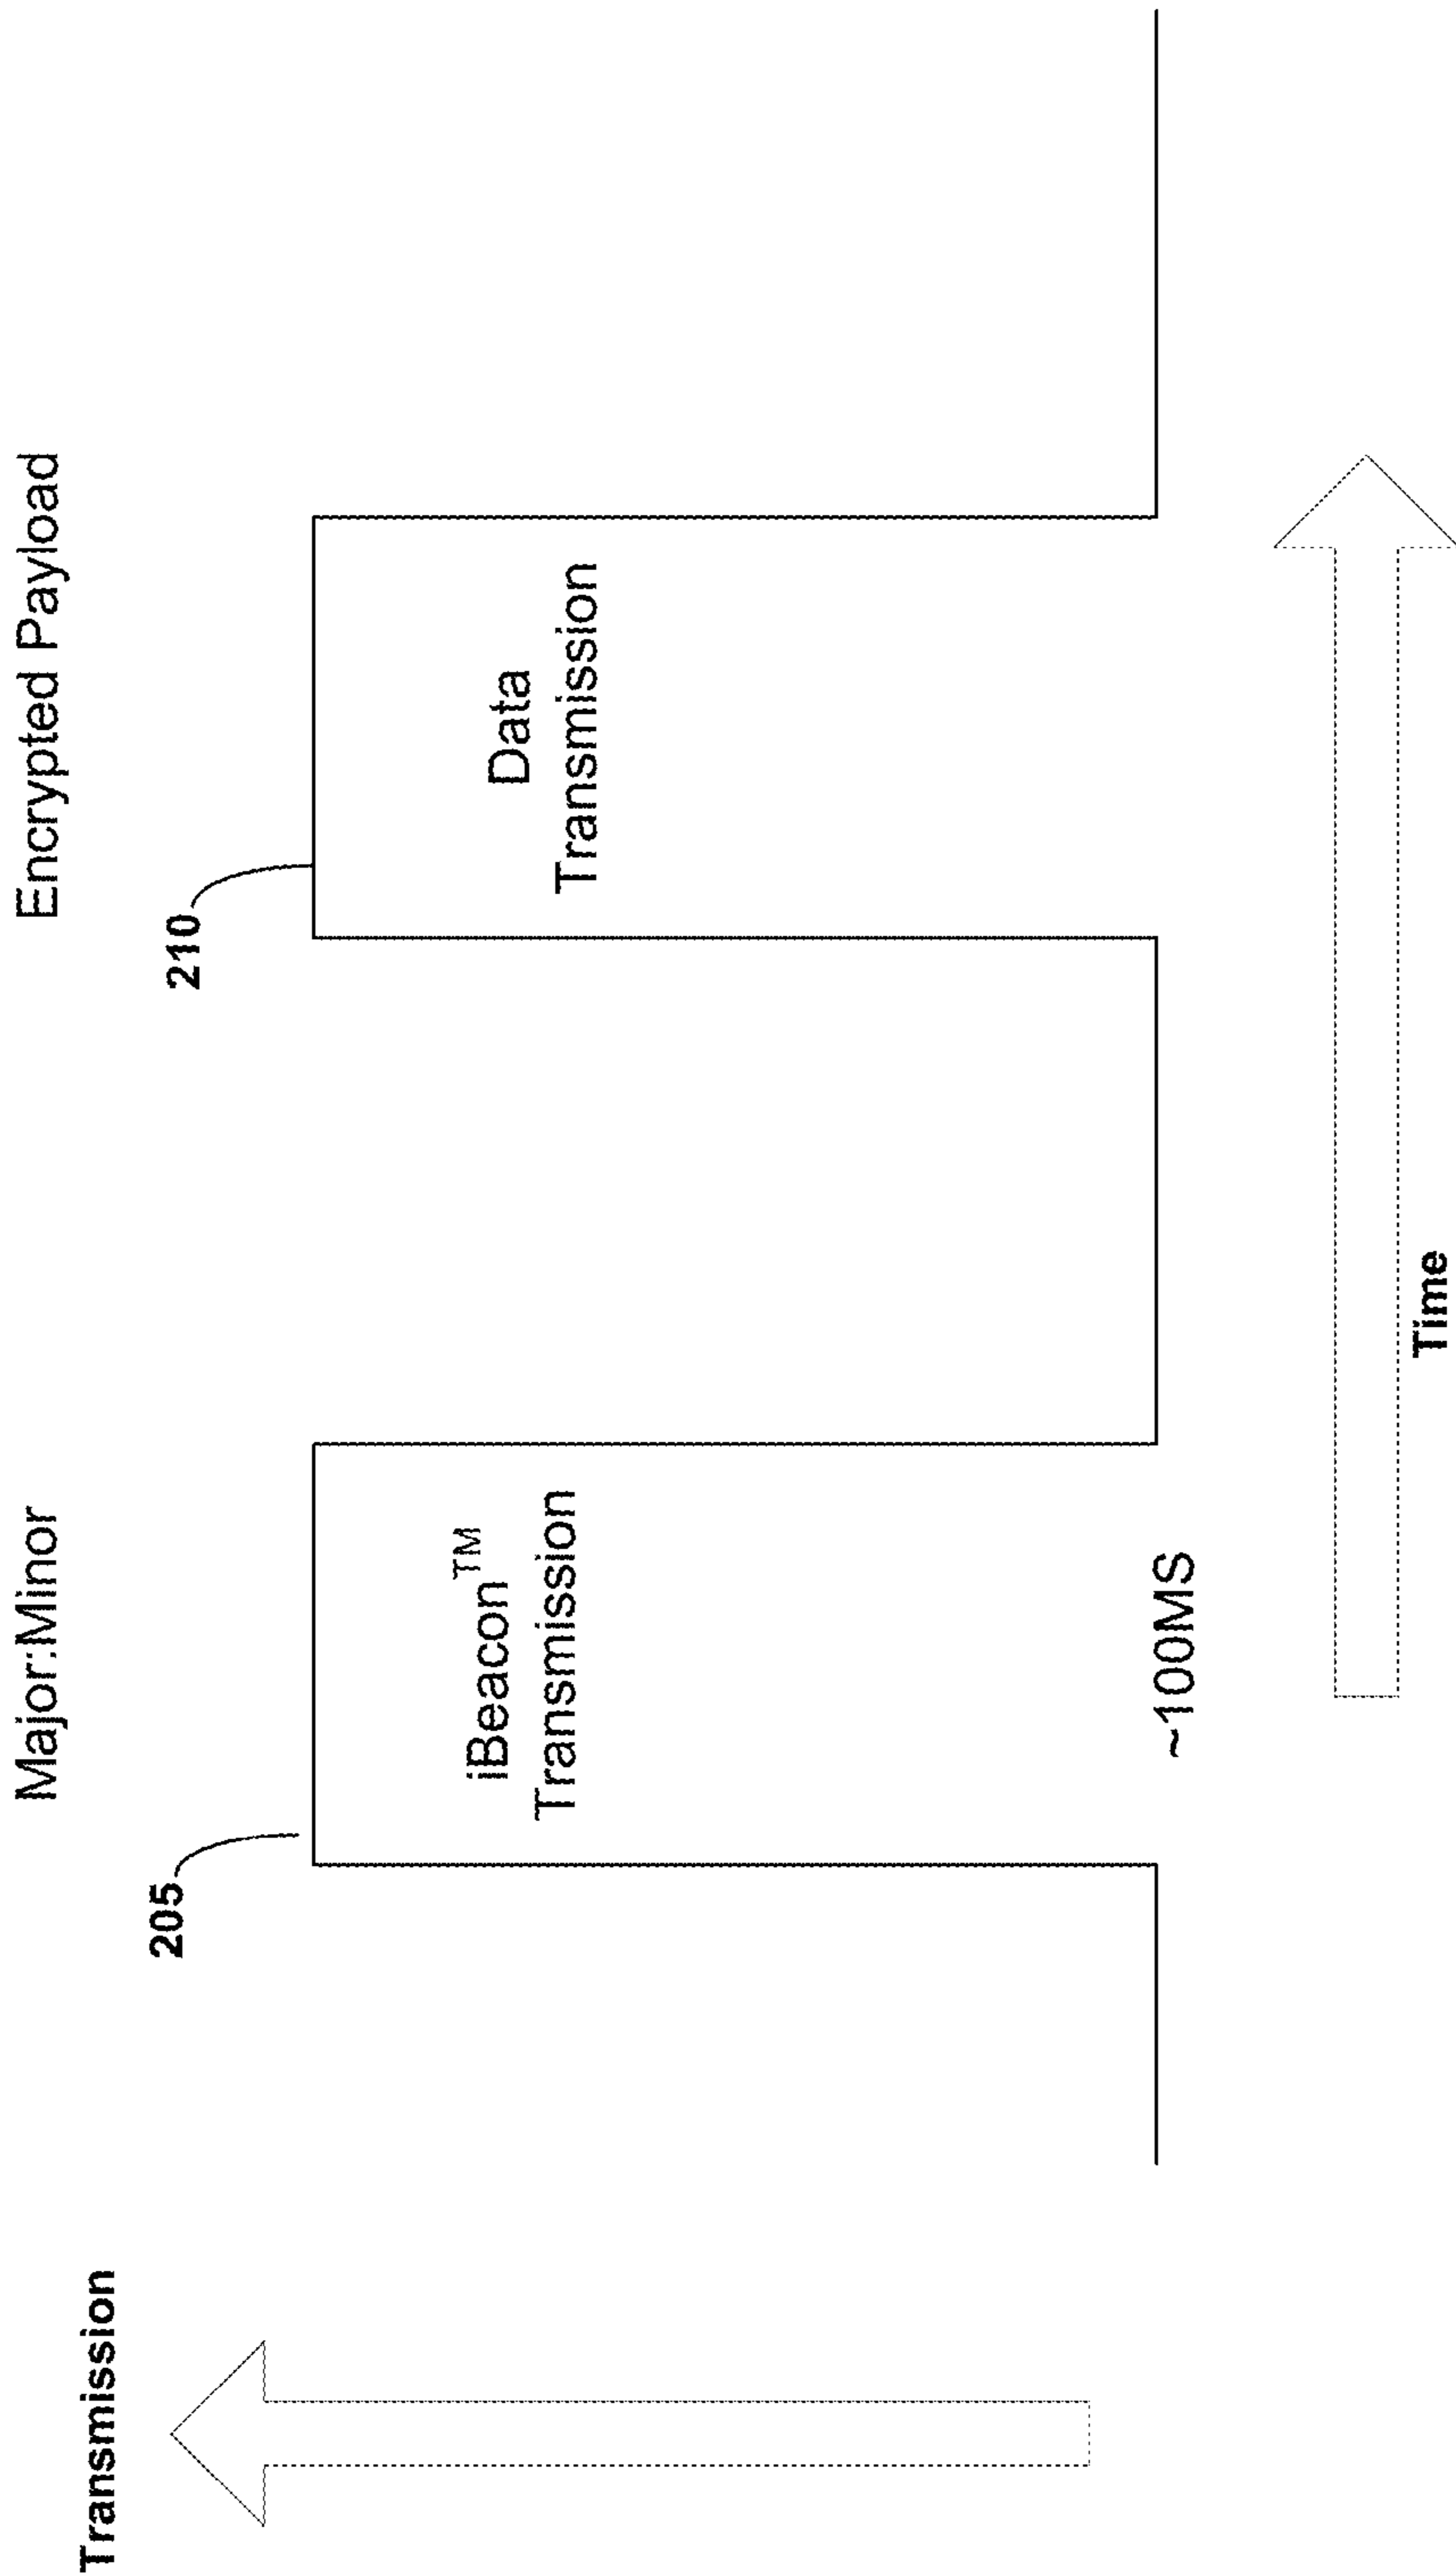 Transmission
Major:Minor
Encrypted Payload
205
210
iBeacon™
Transmission
Data
Transmission
~100MS
Time